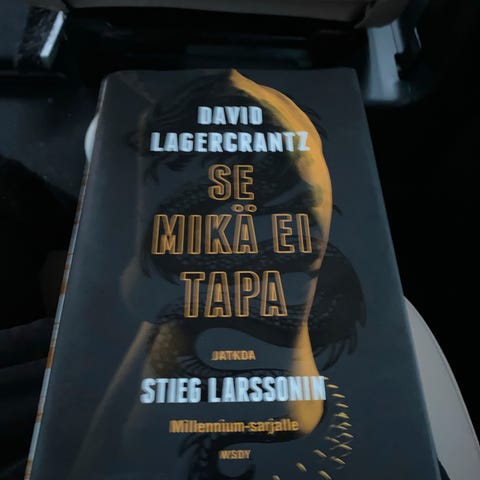 DAVID
LAGERCRANTZ
SE
MIKÄ EI
TAPA
JATKOA
STIEG LARSSONIN
Millennium-sarjalle
WSOY